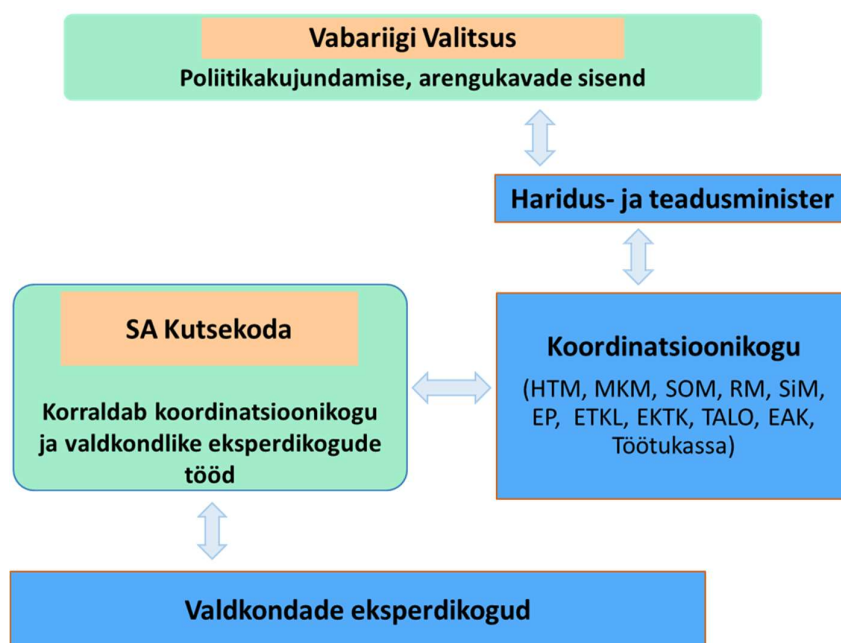 Vabariigi Valitsus
Poliitikakujundamise, arengukavade sisend
Haridus- ja teadusminister
SA Kutsekoda
Korraldab koordinatsioonikogu
ja valdkondlike eksperdikogude
tööd
Koordinatsioonikogu
(HTM, MKM, SOM, RM, SiM,
EP, ETKL, EKTK, TALO, EAK,
Töötukassa)
Valdkondade eksperdikogud